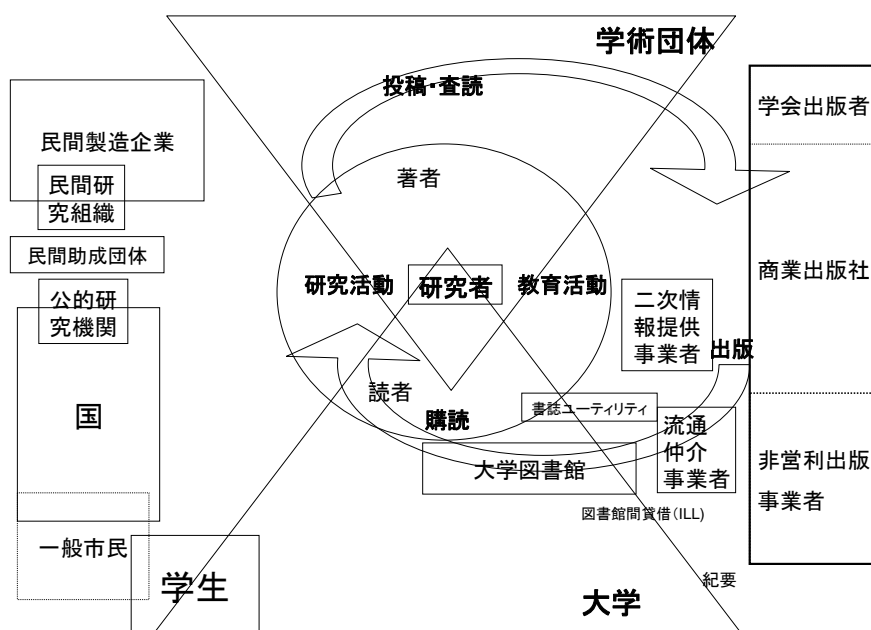 学術団体
投稿・査読
学会出版者
民間製造企業
民間研
究組織
著者
民間助成団体
研究活動
研究者
教育活動
商業出版社
公的研
究機関
二次情
報提供
事業者
出版
国
読者
購読
書誌ユーティリティ
流通
仲介
事業者
大学図書館
非営利出版
事業者
図書館間貸借(ILL)
一般市民
学生
紀要
大学